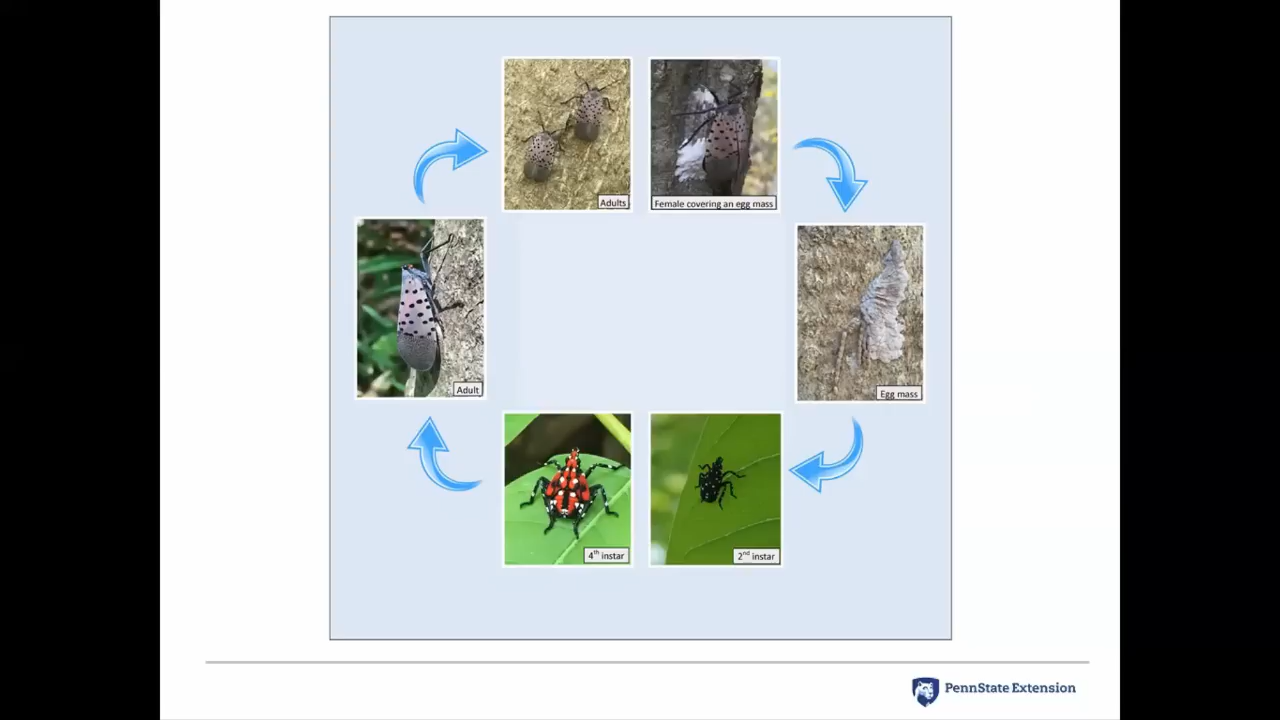 Adults
Female covering an egg mass
Adult
Egg mass
4th instar
2nd instar
PennState Extension